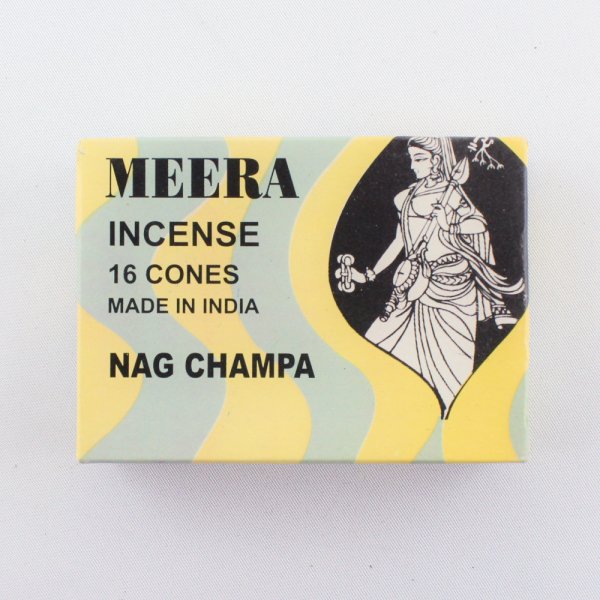 MEERA
INCENSE
16 CONES
MADE IN INDIA
NAG CHAMPA